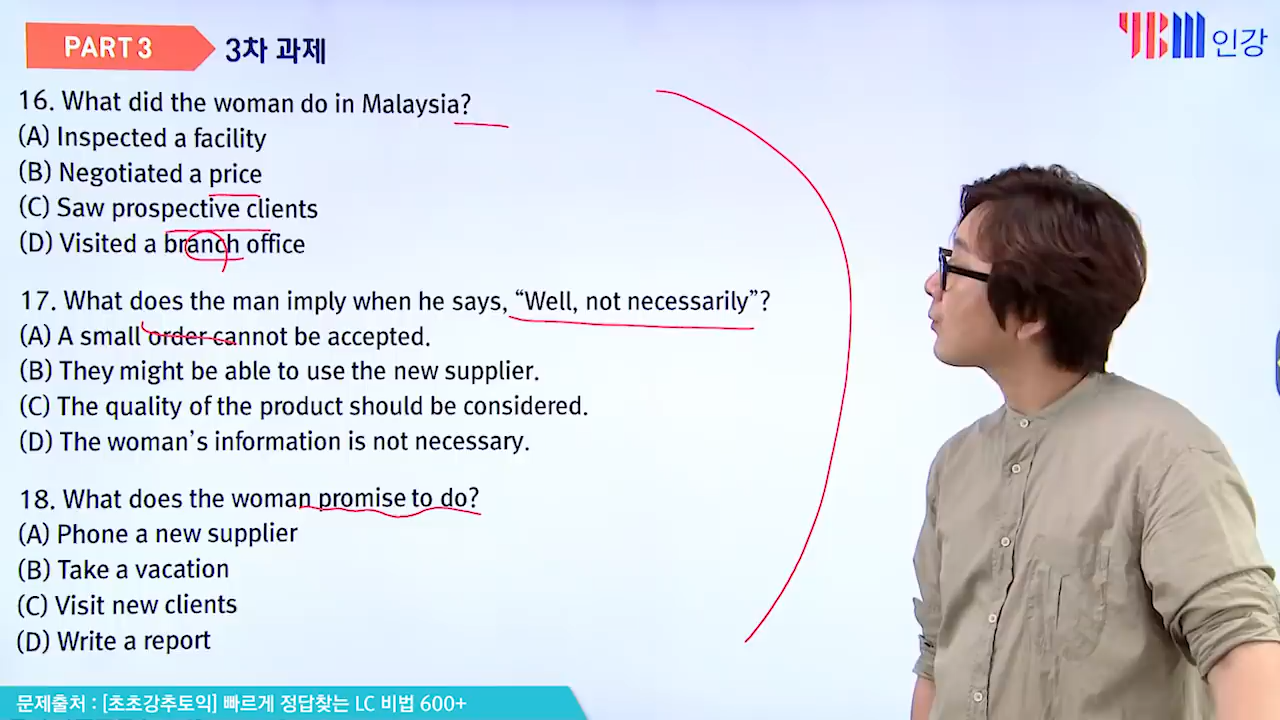 PART 3
3차 과제
YBM 인강
16. What did the woman do in Malaysia?
(A) Inspected a facility
(B) Negotiated a price
(C) Saw prospective clients
(D) Visited a branch office
17. What does the man imply when he says, “Well, not necessarily”?
(A) A small order cannot be accepted.
(B) They might be able to use the new supplier.
(C) The quality of the product should be considered.
(D) The woman’s information is not necessary.
18. What does the woman promise to do?
(A) Phone a new supplier
(B) Take a vacation
(C) Visit new clients
(D) Write a report
문제출처 : [초초강추토익] 빠르게 정답찾는 LC 비법 600+